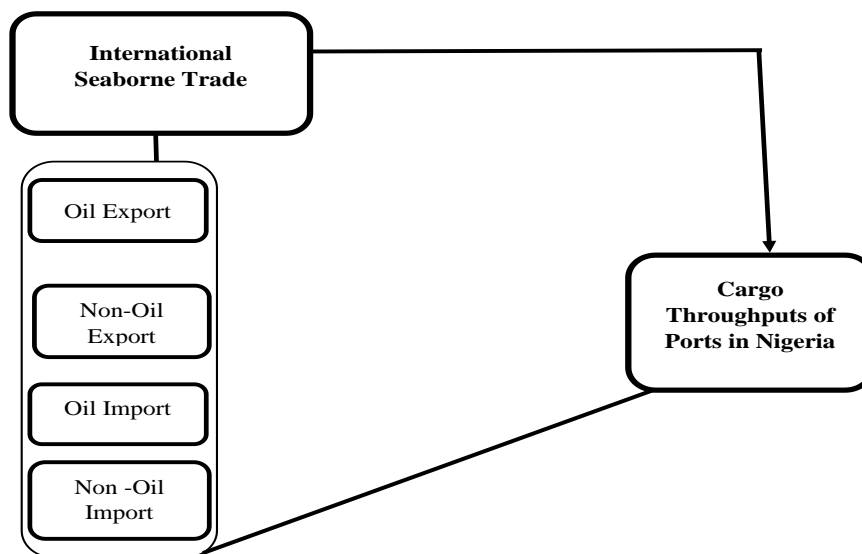 International
Seaborne Trade
Oil Export
Non-Oil
Export
Oil Import
Non -Oil
Import
Cargo
Throughputs of
Ports in Nigeria